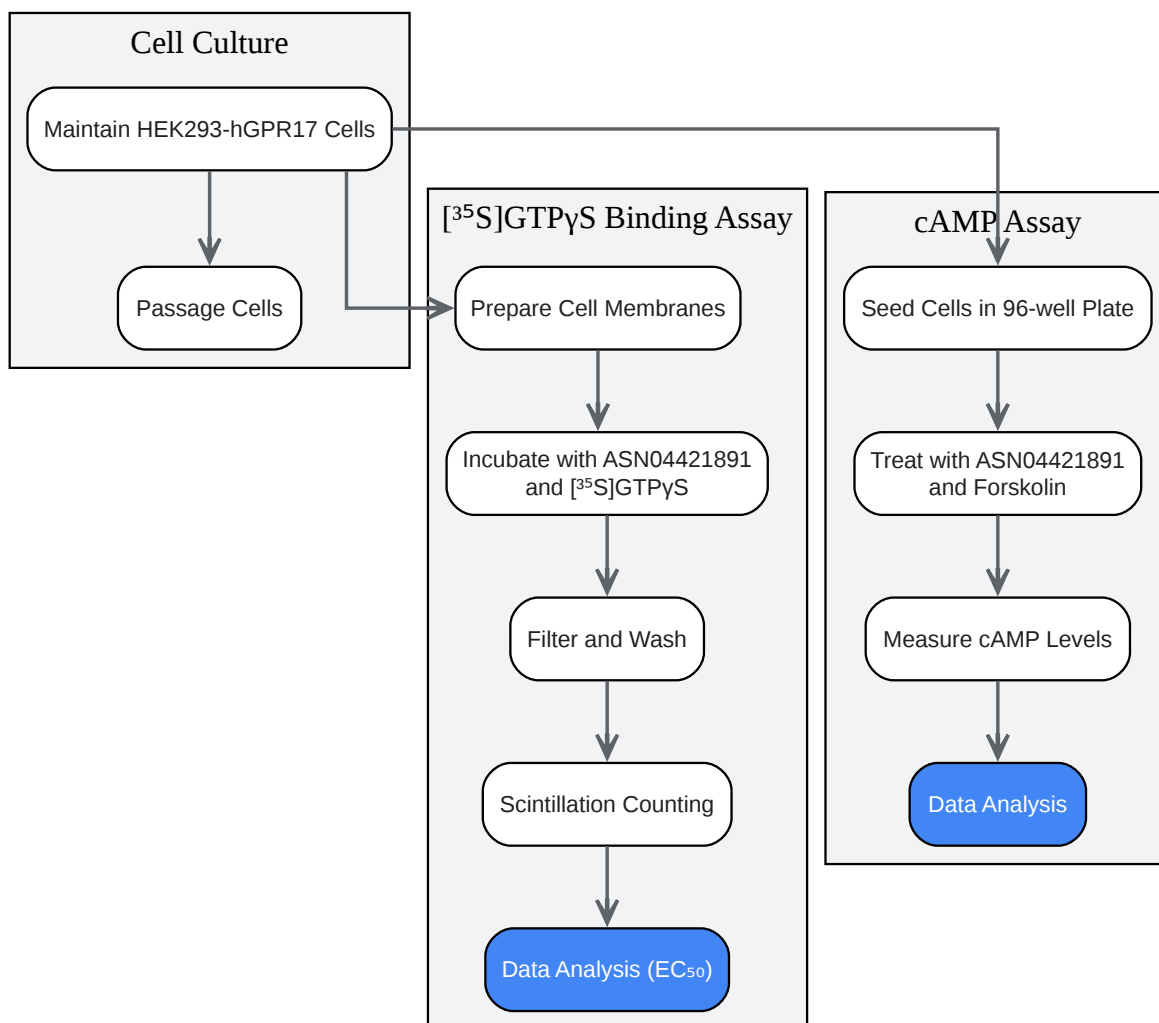 Cell Culture
Maintain HEK293-hGPR17 Cells
Passage Cells
[³⁵S]GTPγS Binding Assay
Prepare Cell Membranes
Incubate with ASN04421891
and [³⁵S]GTPγS
Filter and Wash
Scintillation Counting
Data Analysis (EC₅₀)
cAMP Assay
Seed Cells in 96-well Plate
Treat with ASN04421891
and Forskolin
Measure cAMP Levels
Data Analysis